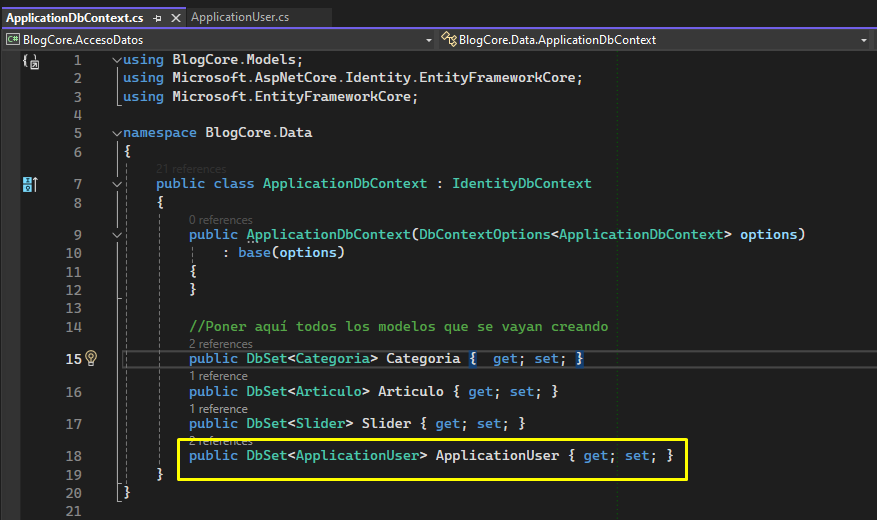 ApplicationDbContext.cs
ApplicationUser.cs
C# BlogCore.AccesoDatos
BlogCore.Data.ApplicationDbContext
1 using BlogCore.Models;
2 using Microsoft.AspNetCore.Identity.EntityFrameworkCore;
3 using Microsoft.EntityFrameworkCore;
4
5 namespace BlogCore.Data
6 {
21 references
7 public class ApplicationDbContext : IdentityDbContext
8 {
0 references
9 public ApplicationDbContext(DbContextOptions<ApplicationDbContext> options)
10 : base(options)
11 {
12 }
13
14 //Poner aquí todos los modelos que se vayan creando
2 references
15 public DbSet<Categoria> Categoria {  get; set; }
1 reference
16 public DbSet<Articulo> Articulo { get; set; }
1 reference
17 public DbSet<Slider> Slider { get; set; }
2 references
18 public DbSet<ApplicationUser> ApplicationUser { get; set; }
19 }
20 }
21